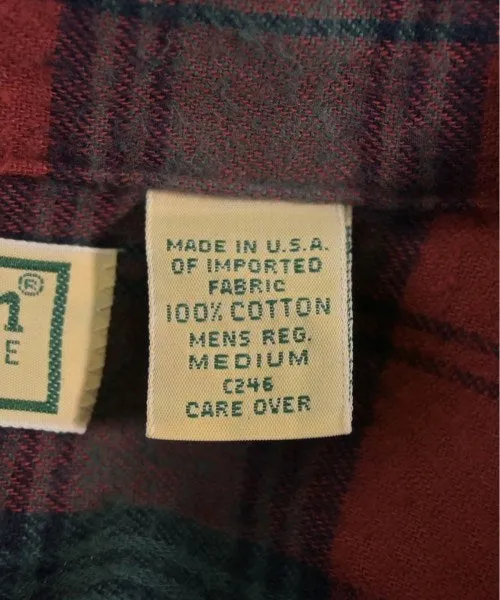 n®
E
MADE IN U.S.A.
OF IMPORTED
FABRIC
100% COTTON
MENS REG.
MEDIUM
C246
CARE OVER